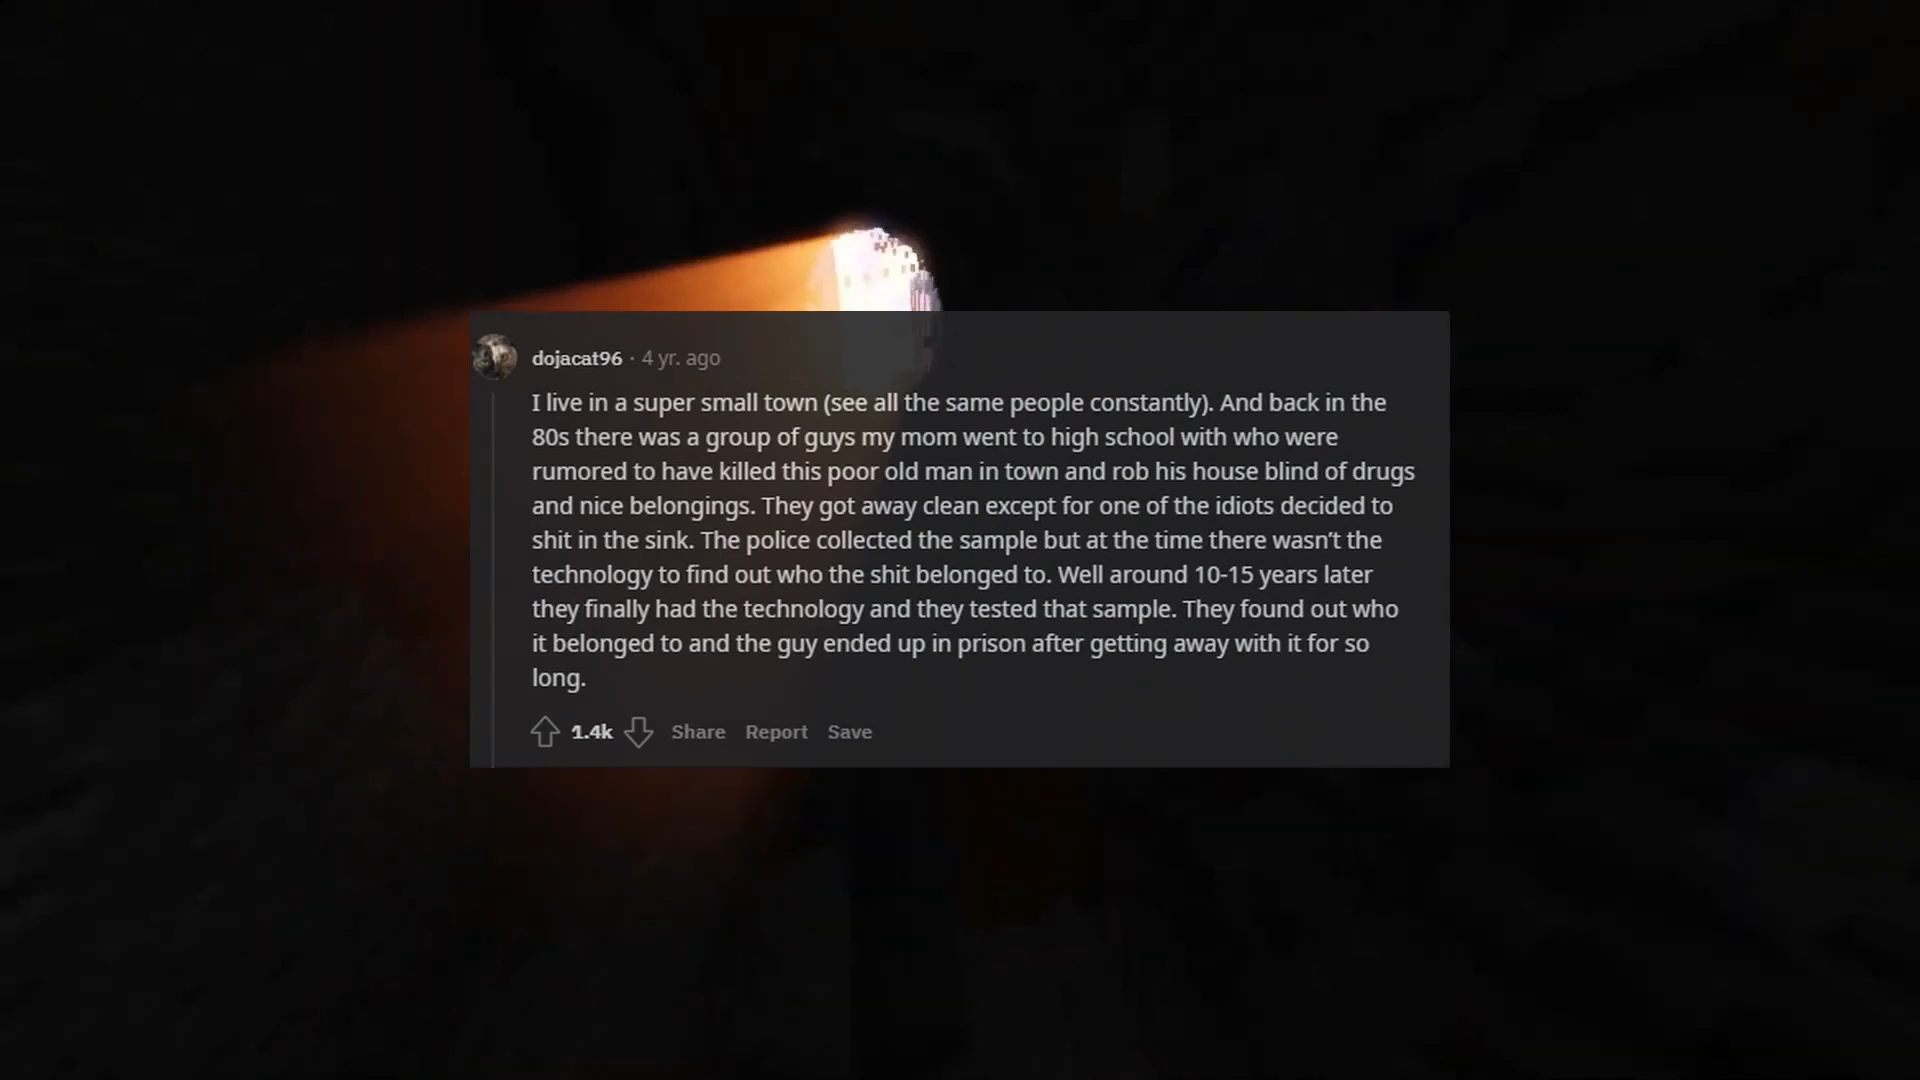 dojacat96 · 4 yr. ago
I live in a super small town (see all the same people constantly). And back in the
80s there was a group of guys my mom went to high school with who were
rumored to have killed this poor old man in town and rob his house blind of drugs
and nice belongings. They got away clean except for one of the idiots decided to
shit in the sink. The police collected the sample but at the time there wasn’t the
technology to find out who the shit belonged to. Well around 10-15 years later
they finally had the technology and they tested that sample. They found out who
it belonged to and the guy ended up in prison after getting away with it for so
long.
1.4k Share Report Save